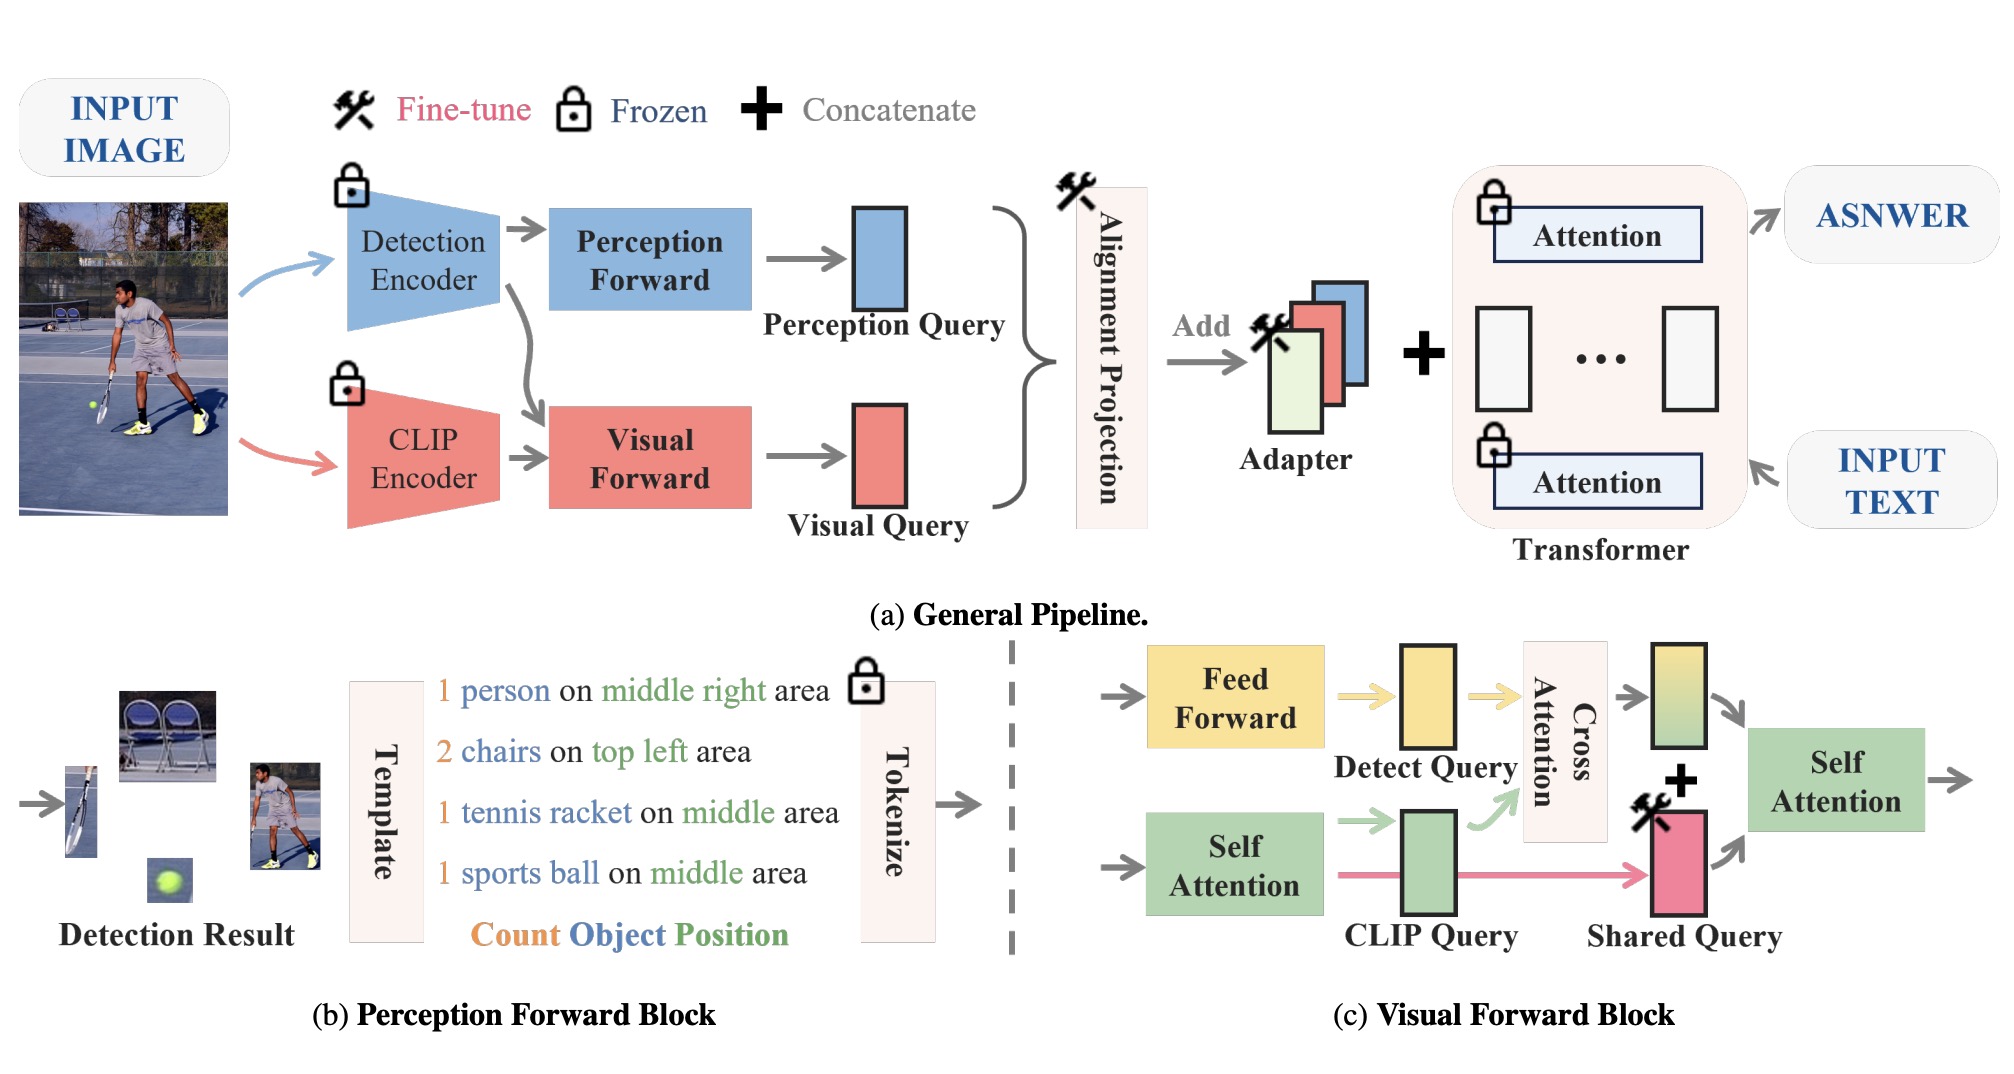 INPUT
IMAGE
Fine-tune
Frozen
Concatenate
Detection
Encoder
Perception
Forward
Perception Query
CLIP
Encoder
Visual
Forward
Visual Query
Alignment Projection
Add
Adapter
Attention
...
Attention
Transformer
ASNWER
INPUT
TEXT
(a) General Pipeline.
Detection Result
Template
1 person on middle right area
2 chairs on top left area
1 tennis racket on middle area
1 sports ball on middle area
Count Object Position
Tokenize
(b) Perception Forward Block
Feed
Forward
Detect Query
Self
Attention
CLIP Query
Cross
Attention
Shared Query
Self
Attention
(c) Visual Forward Block